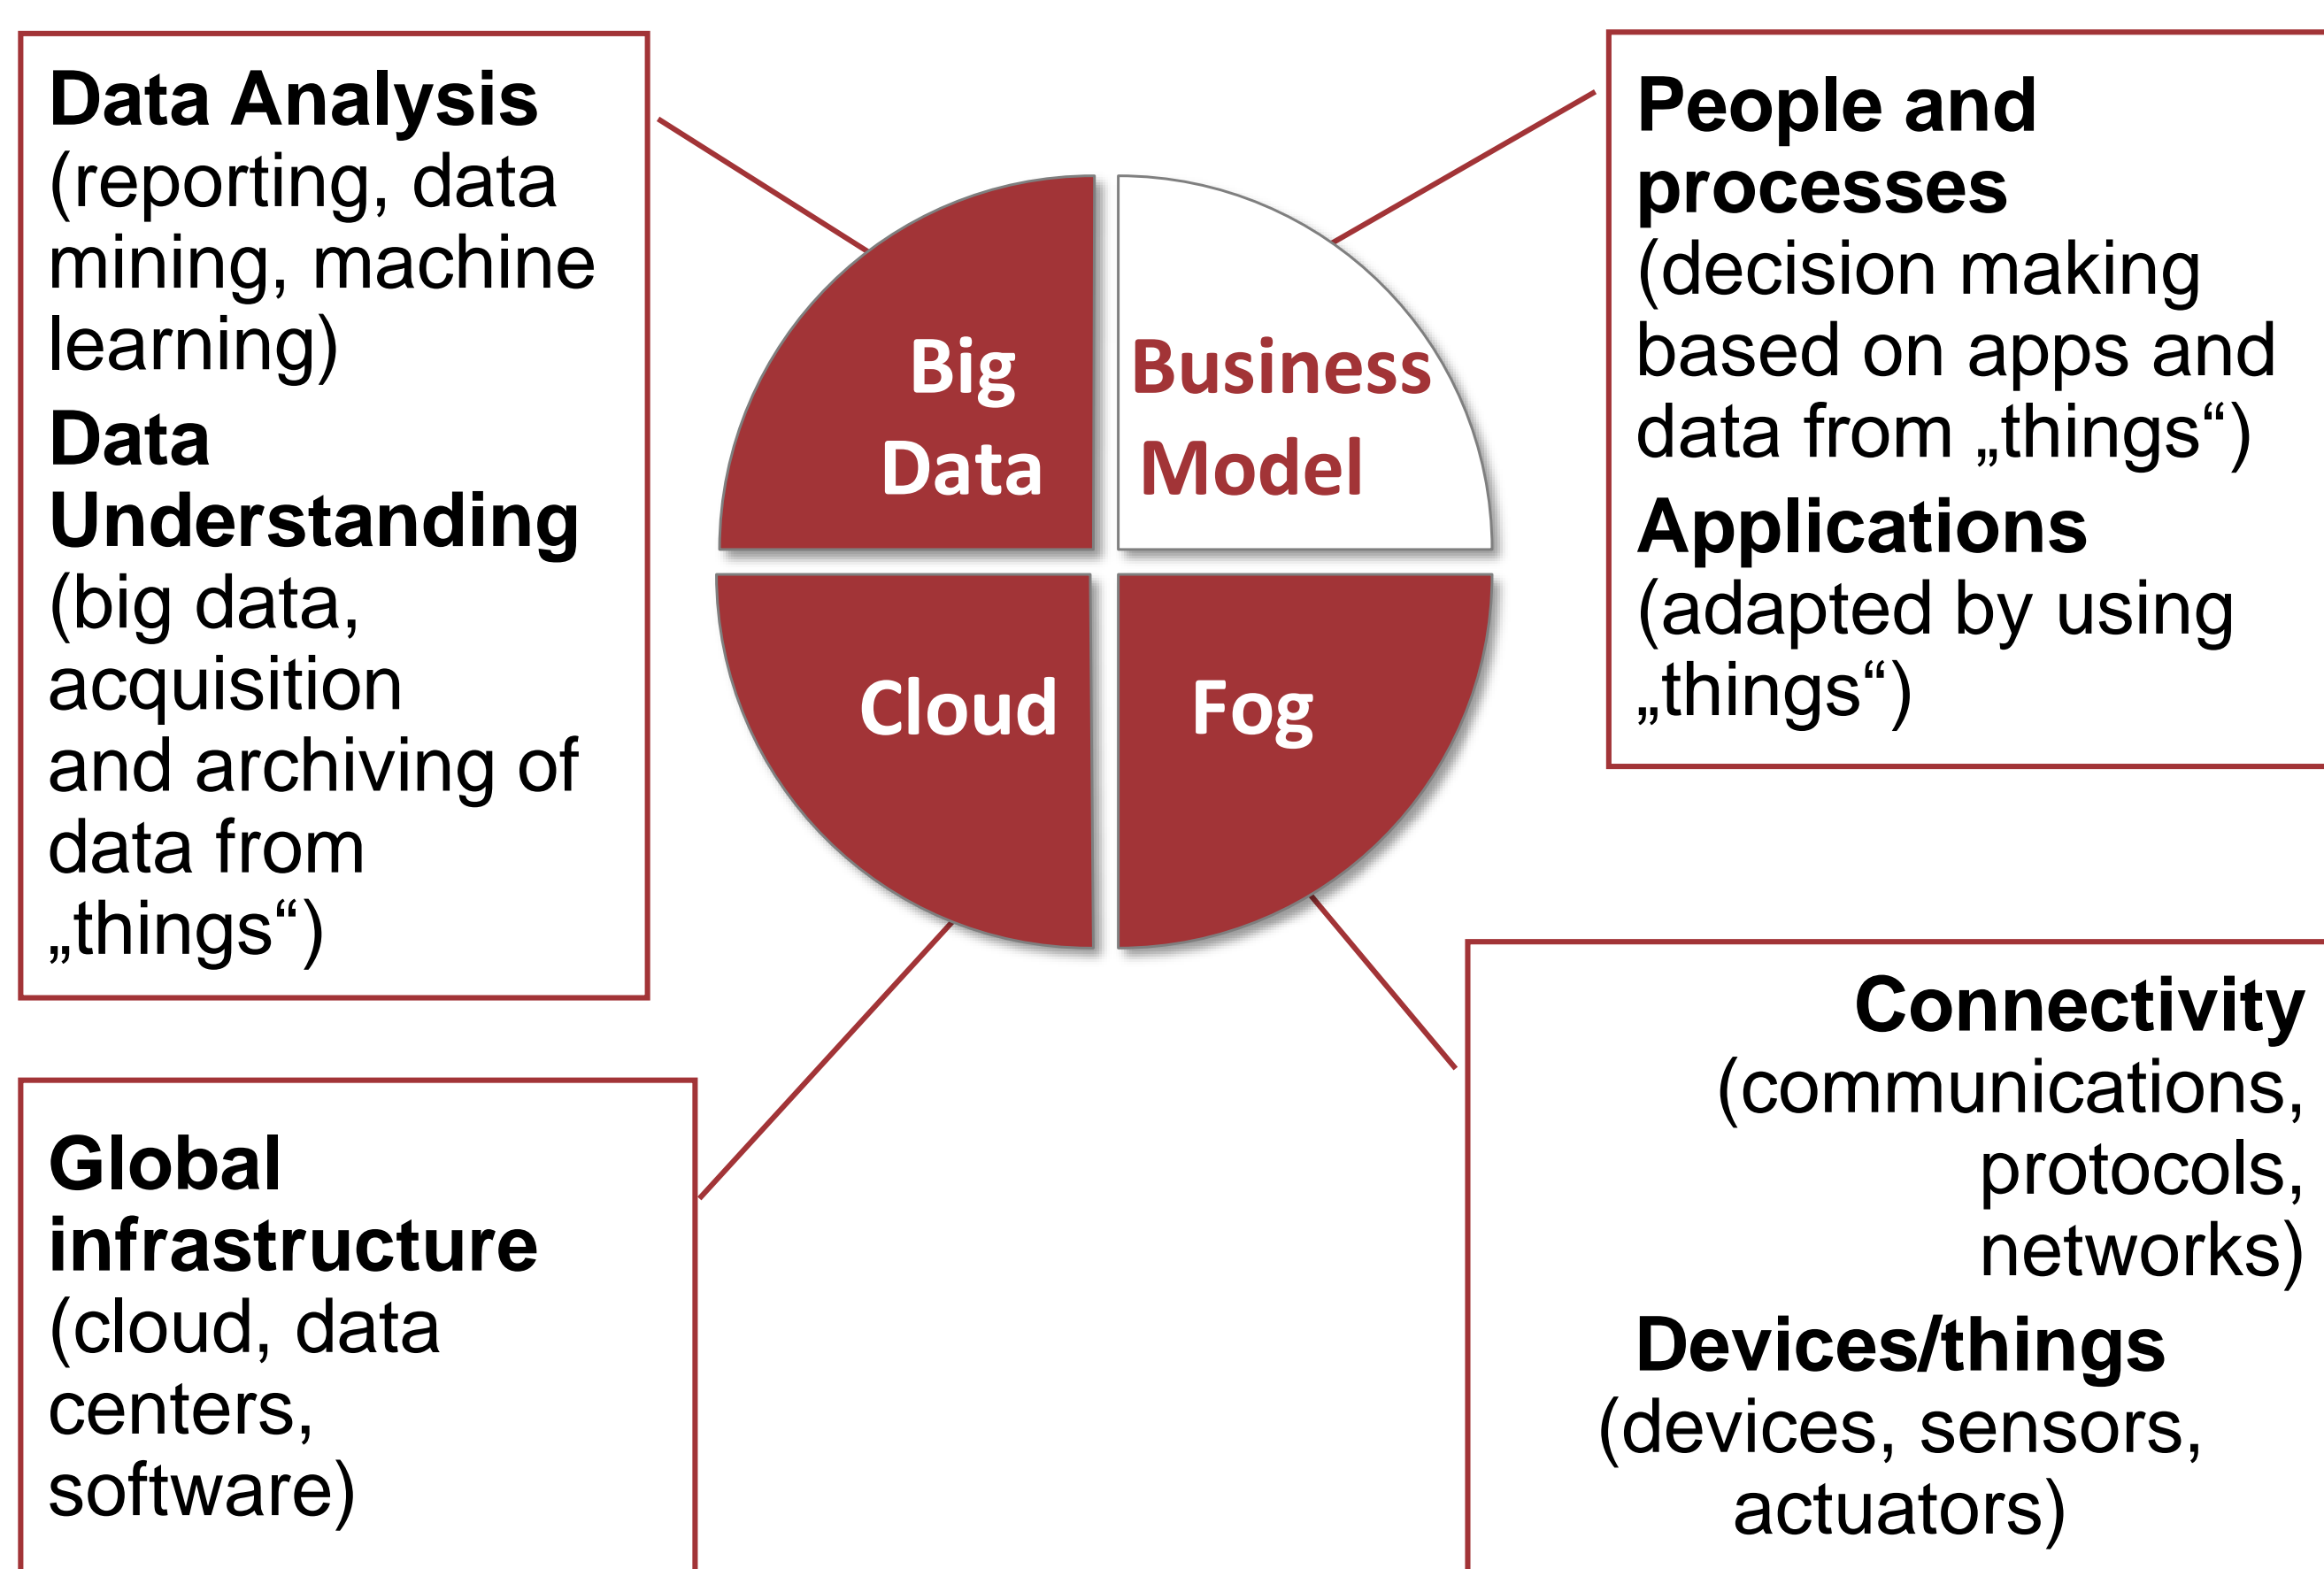 Data Analysis
(reporting, data
mining, machine
learning)
Data
Understanding
(big data,
acquisition
and archiving of
data from
„things“)
Big
Data
Business
Model
Cloud
Fog
People and
processes
(decision making
based on apps and
data from „things“)
Applications
(adapted by using
„things“)
Global
infrastructure
(cloud, data
centers,
software)
Connectivity
(communications,
protocols,
networks)
Devices/things
(devices, sensors,
actuators)